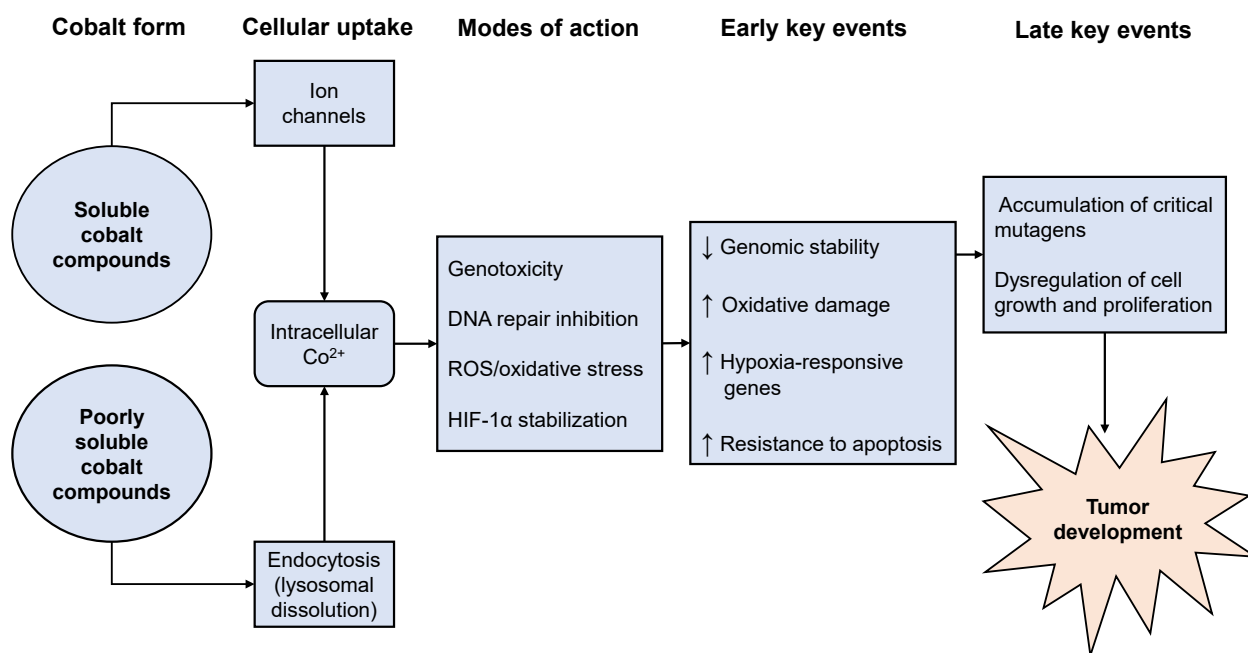 Cobalt form
Cellular uptake
Modes of action
Early key events
Late key events
Soluble
cobalt
compounds
Poorly
soluble
cobalt
compounds
Ion
channels
Intracellular
Co²⁺
Endocytosis
(lysosomal
dissolution)
Genotoxicity
DNA repair inhibition
ROS/oxidative stress
HIF-1α stabilization
↓ Genomic stability
↑ Oxidative damage
↑ Hypoxia-responsive
genes
↑ Resistance to apoptosis
Accumulation of critical
mutagens
Dysregulation of cell
growth and proliferation
Tumor
development